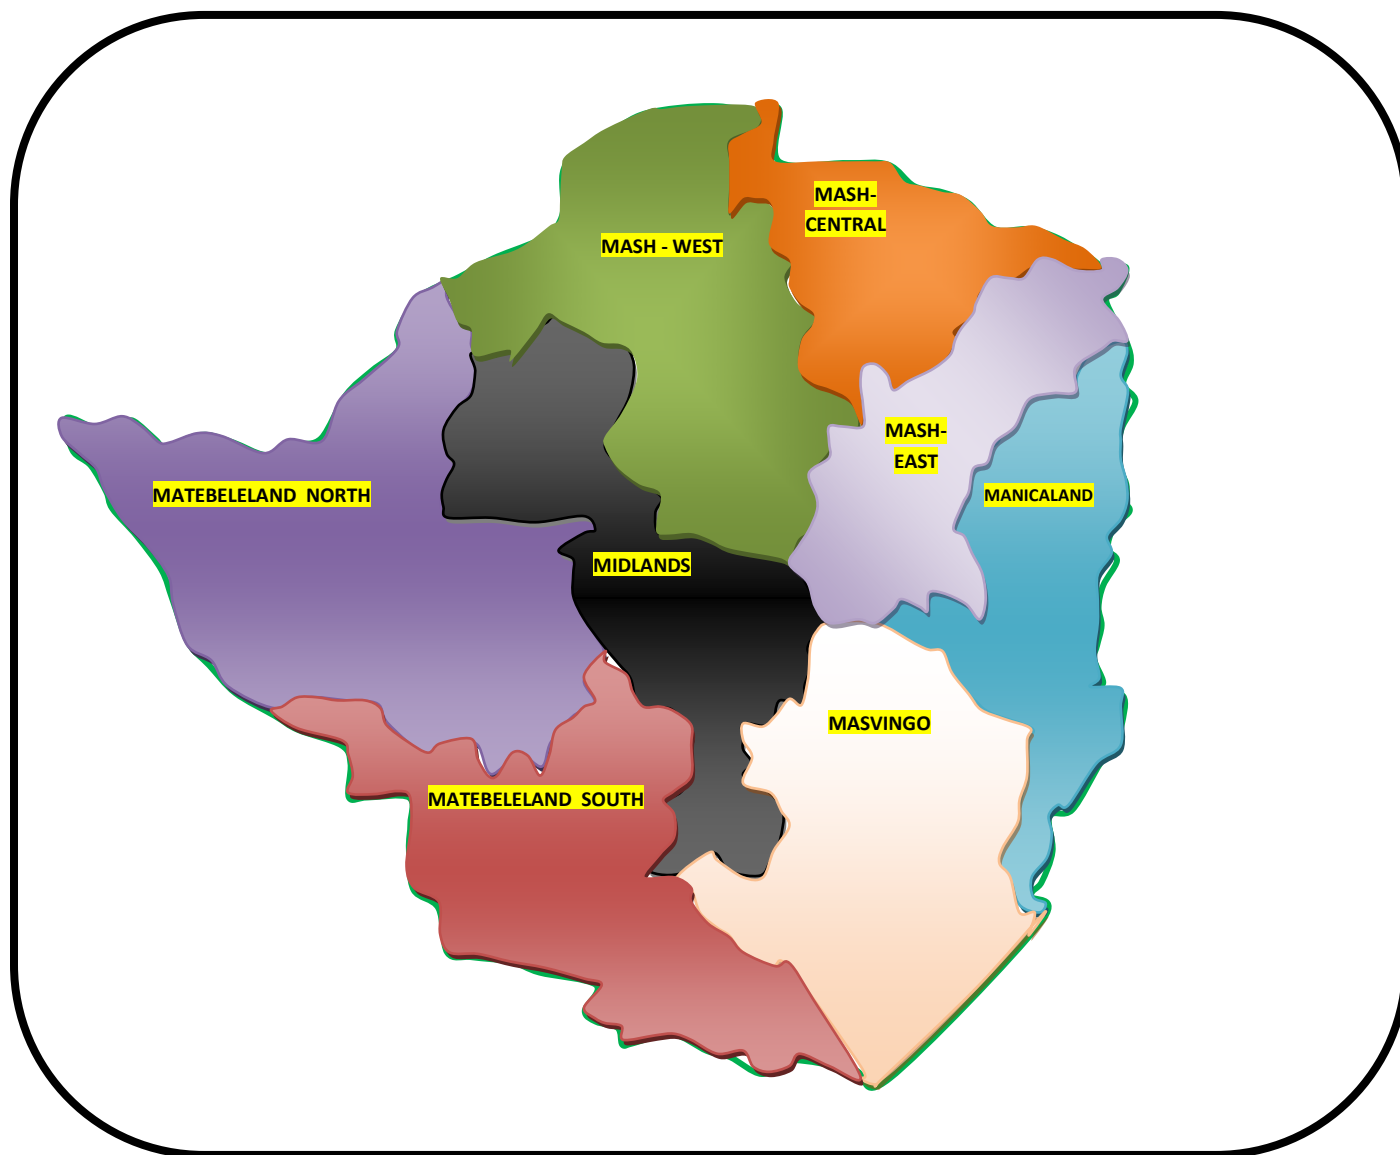 MASH-
CENTRAL
MASH - WEST
MASH-
EAST
MATEBELELAND  NORTH
MANICALAND
MIDLANDS
MASVINGO
MATEBELELAND  SOUTH